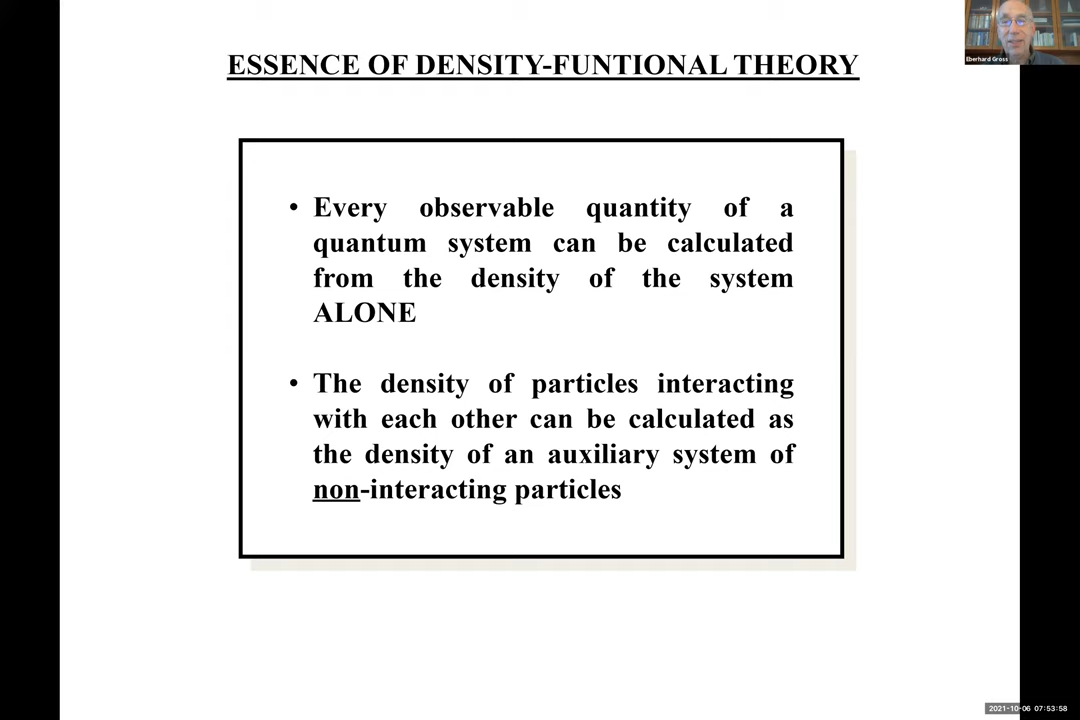 ESSENCE OF DENSITY-FUNTIONAL THEORY
Eberhard Gross
• Every observable quantity of a
quantum system can be calculated
from the density of the system
ALONE
• The density of particles interacting
with each other can be calculated as
the density of an auxiliary system of
non-interacting particles
2021-10-06 07:53:58